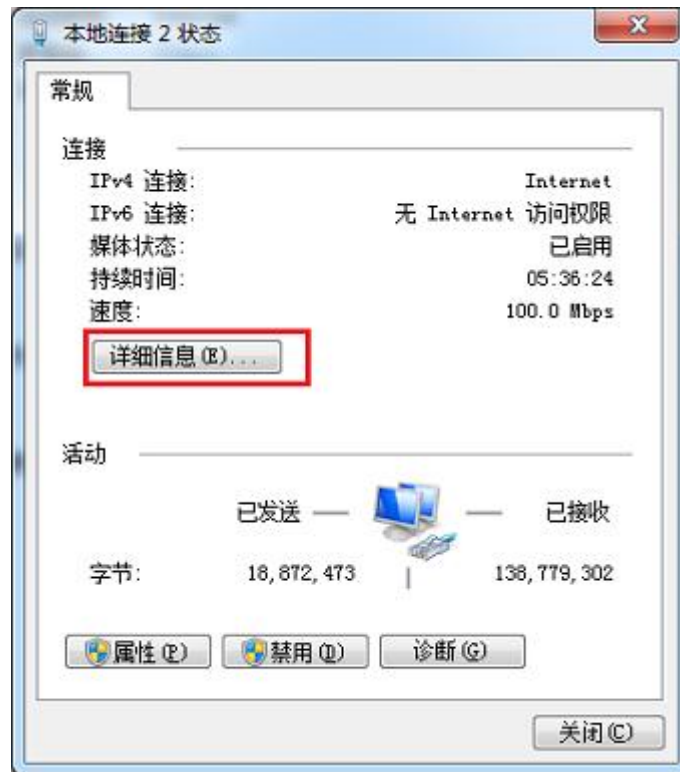 本地连接 2 状态
常规
连接
IPv4 连接: Internet
IPv6 连接: 无 Internet 访问权限
媒体状态: 已启用
持续时间: 05:36:24
速度: 100.0 Mbps
详细信息(E)...
活动
已发送 — — 已接收
字节: 18,872,473 | 138,779,302
属性(P) 禁用(D) 诊断(G)
关闭(C)